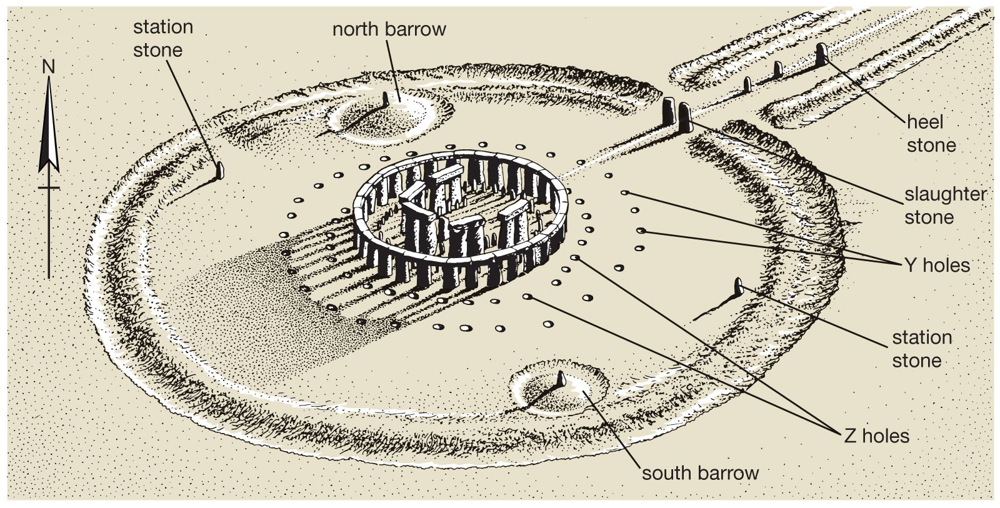 station
stone
north barrow
N
heel
stone
slaughter
stone
Y holes
station
stone
Z holes
south barrow